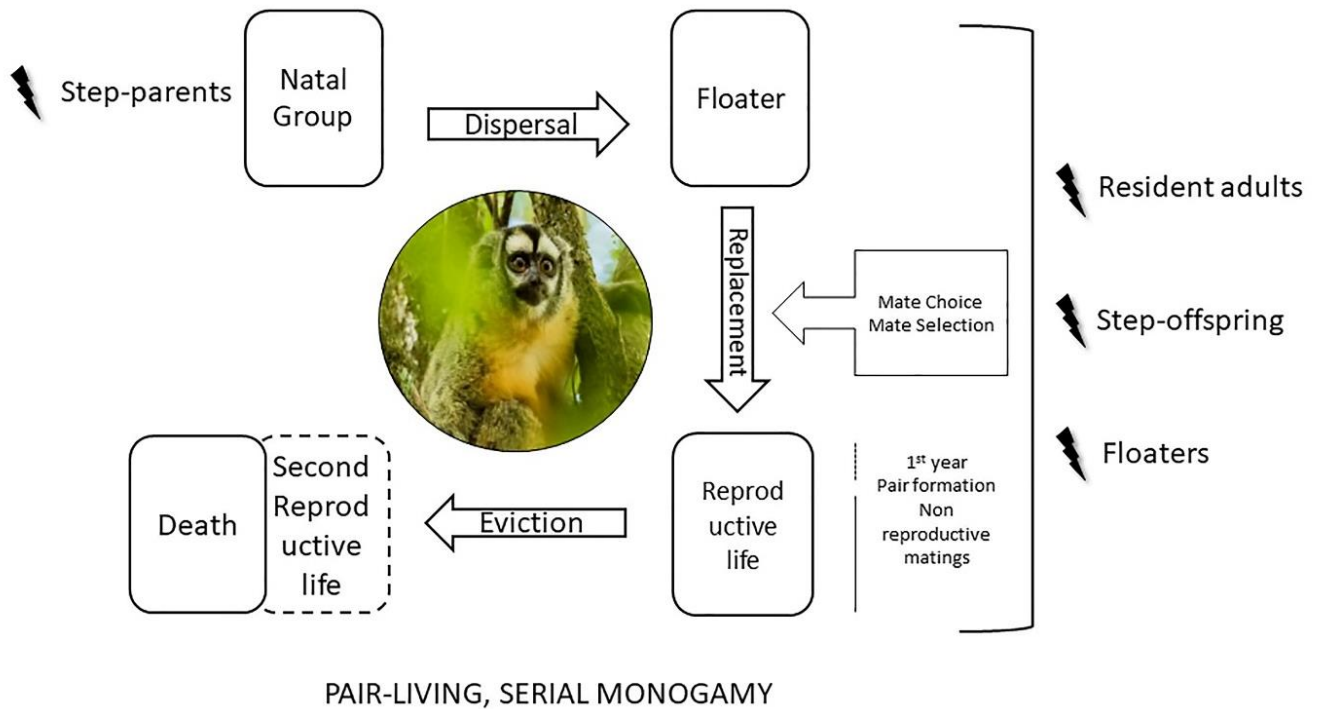 Step-parents
Natal
Group
Dispersal
Floater
Resident adults
Replacement
Mate Choice
Mate Selection
Step-offspring
Floaters
Death
Second
Reprod
uctive
life
Eviction
Reprod
uctive
life
1st year
Pair formation
Non
reproductive
matings
PAIR-LIVING, SERIAL MONOGAMY